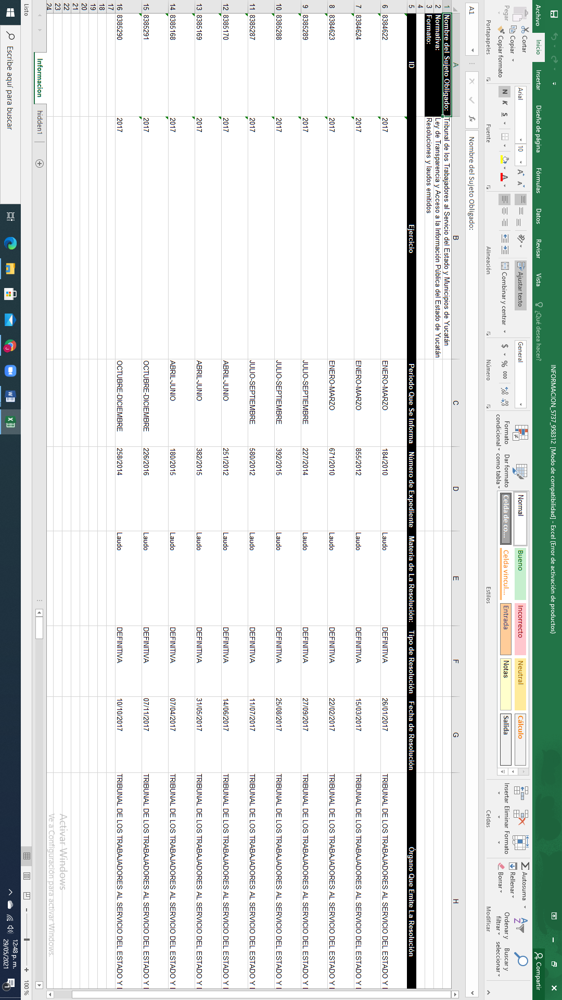 INFORMACION_5737_958312 [Modo de compatibilidad] - Excel (Error de activación de productos)
Archivo Inicio Insertar Diseño de página Fórmulas Datos Revisar Vista ¿Qué desea hacer? Compartir
Pegar
Cortar
Copiar
Copiar formato
Portapapeles
Arial 10
N K S
Fuente
Ajustar texto
Combinar y centrar
Alineación
General
$ % 000
Número
Formato condicional
Dar formato como tabla
Normal Bueno Incorrecto Neutral Cálculo
Celda de co... Celda vincul... Entrada Notas Salida
Estilos
Insertar Eliminar Formato
Celdas
Autosuma
Rellenar
Borrar
Ordenar y filtrar
Buscar y seleccionar
Modificar
A1 fx Nombre del Sujeto Obligado:
A B C D E F G H
1 Nombre del Sujeto Obligado: Tribunal de los Trabajadores al Servicio del Estado y Municipios de Yucatán
2 Normativa: Ley de Transparencia y Acceso a la Información Pública del Estado de Yucatán
3 Formato: Resoluciones y laudos emitidos
4
5 ID Ejercicio Periodo Que Se Informa Número de Expediente Materia de La Resolución: Tipo de Resolución Fecha de Resolución Órgano Que Emite La Resolución
6 8384622 2017 ENERO-MARZO 184/2010 Laudo DEFINITIVA 26/01/2017 TRIBUNAL DE LOS TRABAJADORES AL SERVICIO DEL ESTADO Y
7 8384624 2017 ENERO-MARZO 855/2012 Laudo DEFINITIVA 15/03/2017 TRIBUNAL DE LOS TRABAJADORES AL SERVICIO DEL ESTADO Y
8 8384623 2017 ENERO-MARZO 671/2010 Laudo DEFINITIVA 22/02/2017 TRIBUNAL DE LOS TRABAJADORES AL SERVICIO DEL ESTADO Y
9 8385289 2017 JULIO-SEPTIEMBRE 227/2014 Laudo DEFINITIVA 27/09/2017 TRIBUNAL DE LOS TRABAJADORES AL SERVICIO DEL ESTADO Y
10 8385288 2017 JULIO-SEPTIEMBRE 392/2015 Laudo DEFINITIVA 25/08/2017 TRIBUNAL DE LOS TRABAJADORES AL SERVICIO DEL ESTADO Y
11 8385287 2017 JULIO-SEPTIEMBRE 580/2012 Laudo DEFINITIVA 11/07/2017 TRIBUNAL DE LOS TRABAJADORES AL SERVICIO DEL ESTADO Y
12 8385170 2017 ABRIL-JUNIO 251/2012 Laudo DEFINITIVA 14/06/2017 TRIBUNAL DE LOS TRABAJADORES AL SERVICIO DEL ESTADO Y
13 8385169 2017 ABRIL-JUNIO 382/2015 Laudo DEFINITIVA 31/05/2017 TRIBUNAL DE LOS TRABAJADORES AL SERVICIO DEL ESTADO Y
14 8385168 2017 ABRIL-JUNIO 180/2015 Laudo DEFINITIVA 07/04/2017 TRIBUNAL DE LOS TRABAJADORES AL SERVICIO DEL ESTADO Y
15 8385291 2017 OCTUBRE-DICIEMBRE 226/2016 Laudo DEFINITIVA 07/11/2017 TRIBUNAL DE LOS TRABAJADORES AL SERVICIO DEL ESTADO Y
16 8385290 2017 OCTUBRE-DICIEMBRE 258/2014 Laudo DEFINITIVA 10/10/2017 TRIBUNAL DE LOS TRABAJADORES AL SERVICIO DEL ESTADO Y
17
18
19
20
21
22
23
24
Activar Windows
Ve a Configuración para activar Windows.
Informacion hidden1
Listo 100 %
Escribe aquí para buscar
12:48 p. m.
29/05/2021
1